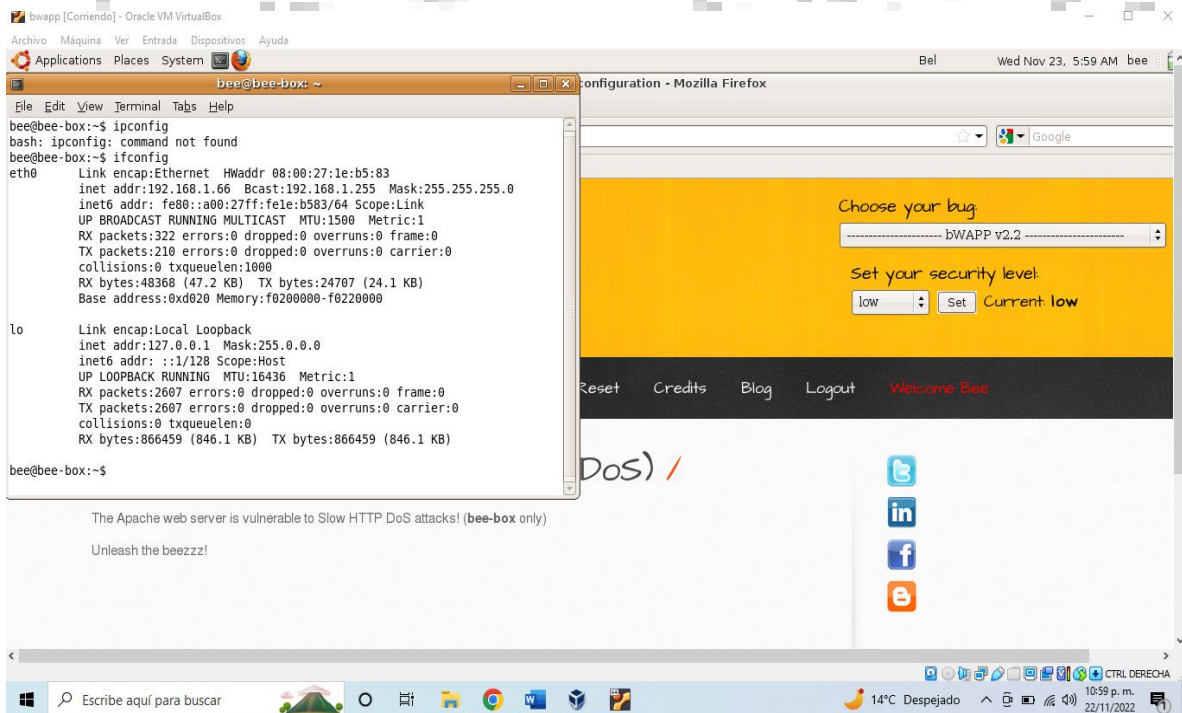 bwapp [Corriendo] - Oracle VM VirtualBox
Archivo Máquina Ver Entrada Dispositivos Ayuda
Applications Places System Bel Wed Nov 23, 5:59 AM bee
bee@bee-box: ~
onfiguration - Mozilla Firefox
File Edit View Terminal Tabs Help
bee@bee-box:~$ ipconfig
bash: ipconfig: command not found
bee@bee-box:~$ ifconfig
eth0 Link encap:Ethernet HWaddr 08:00:27:1e:b5:83
inet addr:192.168.1.66 Bcast:192.168.1.255 Mask:255.255.255.0
inet6 addr: fe80::a00:27ff:fe1e:b583/64 Scope:Link
UP BROADCAST RUNNING MULTICAST MTU:1500 Metric:1
RX packets:322 errors:0 dropped:0 overruns:0 frame:0
TX packets:210 errors:0 dropped:0 overruns:0 carrier:0
collisions:0 txqueuelen:1000
RX bytes:48368 (47.2 KB) TX bytes:24707 (24.1 KB)
Base address:0xd020 Memory:f0200000-f0220000
lo Link encap:Local Loopback
inet addr:127.0.0.1 Mask:255.0.0.0
inet6 addr: ::1/128 Scope:Host
UP LOOPBACK RUNNING MTU:16436 Metric:1
RX packets:2607 errors:0 dropped:0 overruns:0 frame:0
TX packets:2607 errors:0 dropped:0 overruns:0 carrier:0
collisions:0 txqueuelen:0
RX bytes:866459 (846.1 KB) TX bytes:866459 (846.1 KB)
bee@bee-box:~$
Google
Choose your bug:
---------------------- bWAPP v2.2 -----------------------
Set your security level:
low Set Current: low
Reset Credits Blog Logout Welcome Bee
DoS) /
The Apache web server is vulnerable to Slow HTTP DoS attacks! (bee-box only)
Unleash the beezzz!
CTRL DERECHA
Escribe aquí para buscar
14°C Despejado
10:59 p. m.
22/11/2022